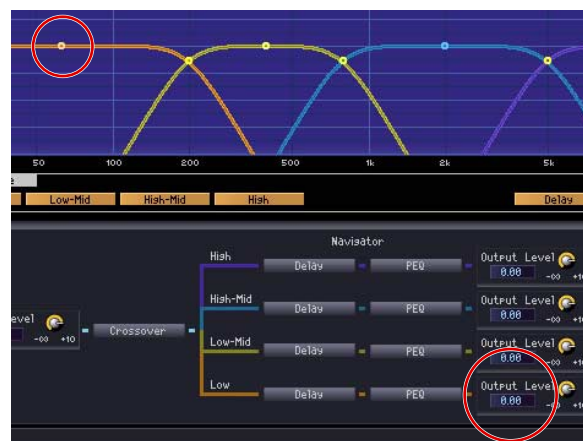 50 100 200 500 1k 2k 5k
Low-Mid High-Mid High Delay
Navigator
High Delay PEQ Output Level 0.00 -∞
High-Mid Delay PEQ Output Level 0.00 -∞
Crossover -∞ +10
Low-Mid Delay PEQ Output Level 0.00 -∞
Low Delay PEQ Output Level 0.00 -∞